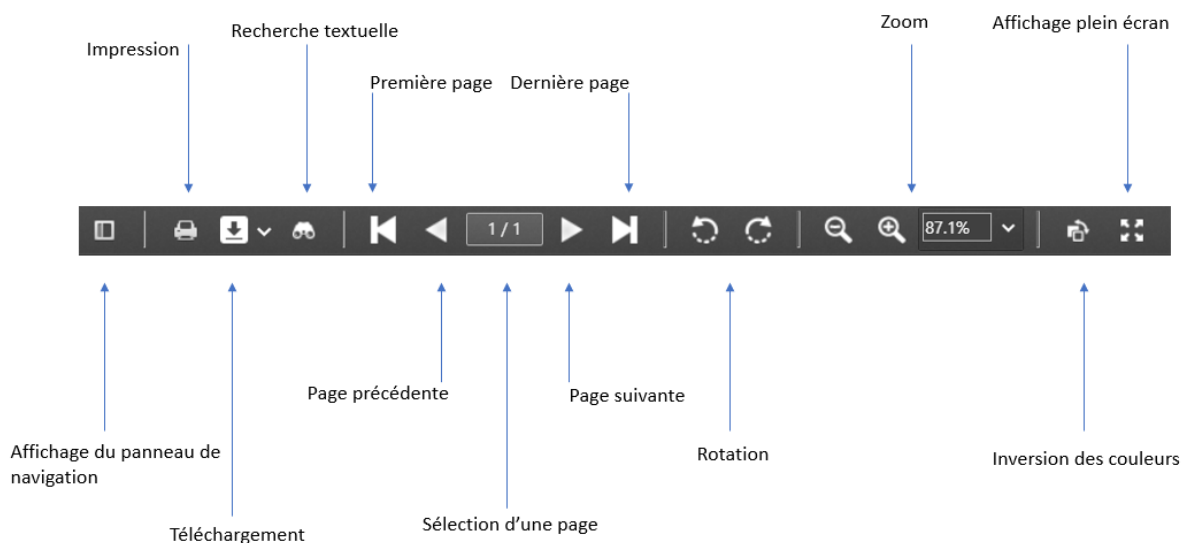 Zoom
Affichage plein écran
Recherche textuelle
Impression
Première page
Dernière page
1 / 1
87.1%
Page précédente
Page suivante
Affichage du panneau de
navigation
Rotation
Inversion des couleurs
Sélection d’une page
Téléchargement